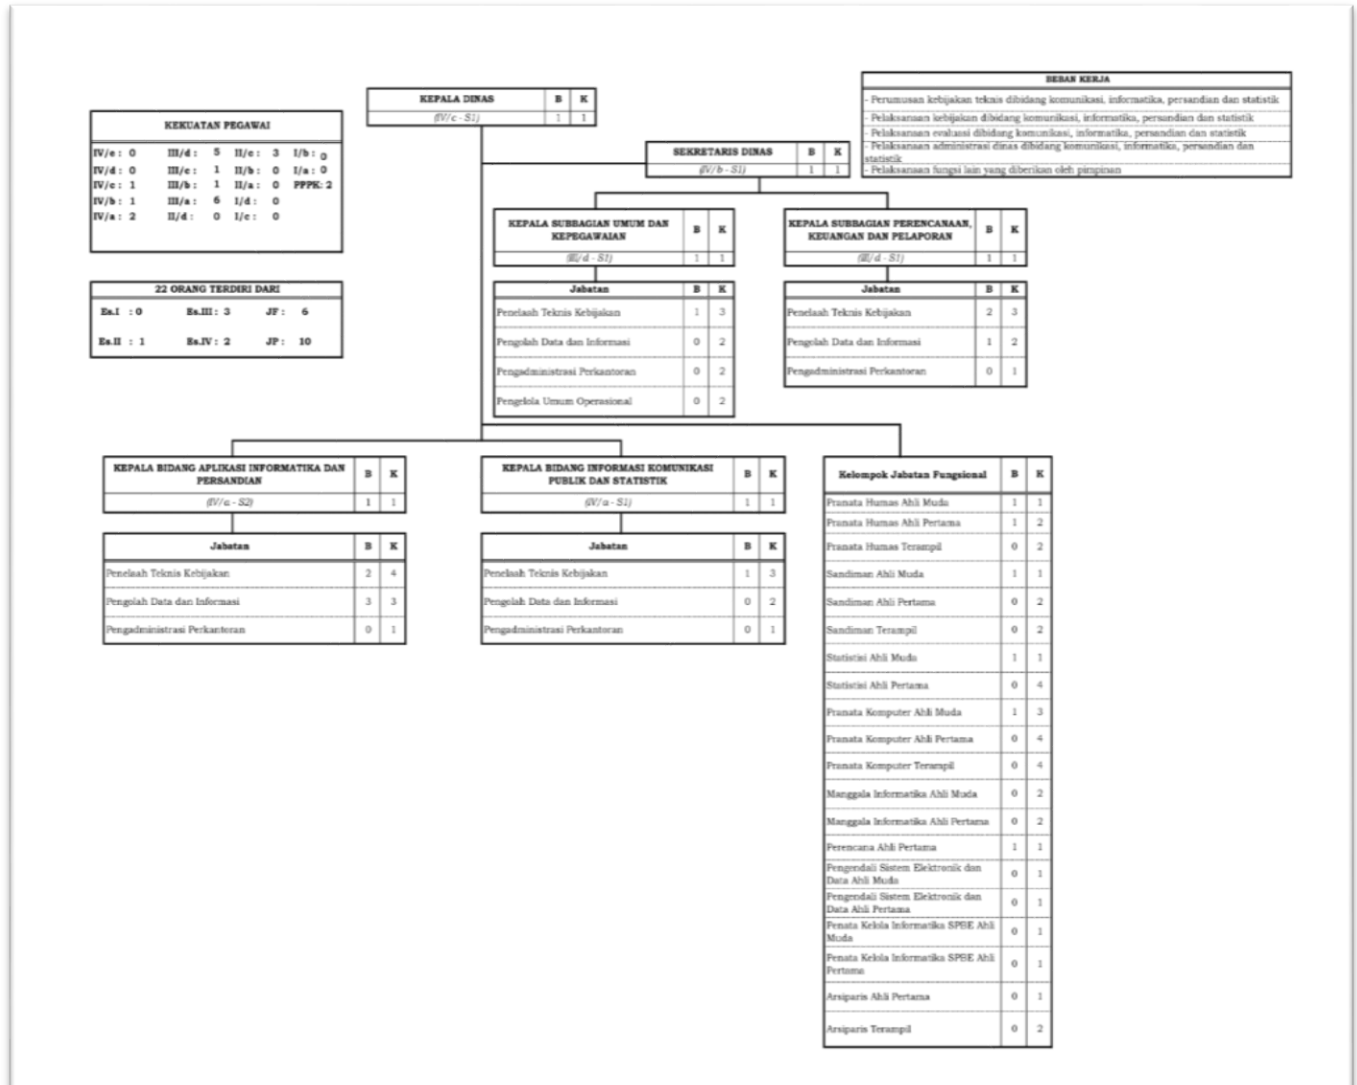 KEPALA DINAS B K
(IV/c - S1) 1 1
BEBAN KERJA
- Perumusan kebijakan teknis dibidang komunikasi, informatika, persandian dan statistik
- Pelaksanaan kebijakan dibidang komunikasi, informatika, persandian dan statistik
- Pelaksanaan evaluasi dibidang komunikasi, informatika, persandian dan statistik
- Pelaksanaan administrasi dinas dibidang komunikasi, informatika, persandian dan
statistik
- Pelaksanaan fungsi lain yang diberikan oleh pimpinan
KEKUATAN PEGAWAI
IV/e : 0 III/d : 5 II/c : 3 I/b : 0
IV/d : 0 III/c : 1 II/b : 0 I/a : 0
IV/c : 1 III/b : 1 II/a : 0 PPPK: 2
IV/b : 1 III/a : 6 I/d : 0
IV/a : 2 II/d : 0 I/c : 0
SEKRETARIS DINAS B K
(IV/b - S1) 1 1
22 ORANG TERDIRI DARI
Es.I : 0 Es.III : 3 JF : 6
Es.II : 1 Es.IV : 2 JP : 10
KEPALA SUBBAGIAN UMUM DAN
KEPEGAWAIAN B K
(III/d - S1) 1 1
Jabatan B K
Penelaah Teknis Kebijakan 1 3
Pengolah Data dan Informasi 0 2
Pengadministrasi Perkantoran 0 2
Pengelola Umum Operasional 0 2
KEPALA SUBBAGIAN PERENCANAAN,
KEUANGAN DAN PELAPORAN B K
(III/d - S1) 1 1
Jabatan B K
Penelaah Teknis Kebijakan 2 3
Pengolah Data dan Informasi 1 2
Pengadministrasi Perkantoran 0 1
KEPALA BIDANG APLIKASI INFORMATIKA DAN
PERSANDIAN B K
(IV/a - S2) 1 1
Jabatan B K
Penelaah Teknis Kebijakan 2 4
Pengolah Data dan Informasi 3 3
Pengadministrasi Perkantoran 0 1
KEPALA BIDANG INFORMASI KOMUNIKASI
PUBLIK DAN STATISTIK B K
(IV/a - S1) 1 1
Jabatan B K
Penelaah Teknis Kebijakan 1 3
Pengolah Data dan Informasi 0 2
Pengadministrasi Perkantoran 0 1
Kelompok Jabatan Fungsional B K
Pranata Humas Ahli Muda 1 1
Pranata Humas Ahli Pertama 1 2
Pranata Humas Terampil 0 2
Sandiman Ahli Muda 1 1
Sandiman Ahli Pertama 0 2
Sandiman Terampil 0 2
Statistisi Ahli Muda 1 1
Statistisi Ahli Pertama 0 4
Pranata Komputer Ahli Muda 1 3
Pranata Komputer Ahli Pertama 0 4
Pranata Komputer Terampil 0 4
Manggala Informatika Ahli Muda 0 2
Manggala Informatika Ahli Pertama 0 2
Perencana Ahli Pertama 1 1
Pengendali Sistem Elektronik dan
Data Ahli Muda 0 1
Pengendali Sistem Elektronik dan
Data Ahli Pertama 0 1
Penata Kelola Informatika SPBE Ahli
Muda 0 1
Penata Kelola Informatika SPBE Ahli
Pertama 0 1
Arsiparis Ahli Pertama 0 1
Arsiparis Terampil 0 2